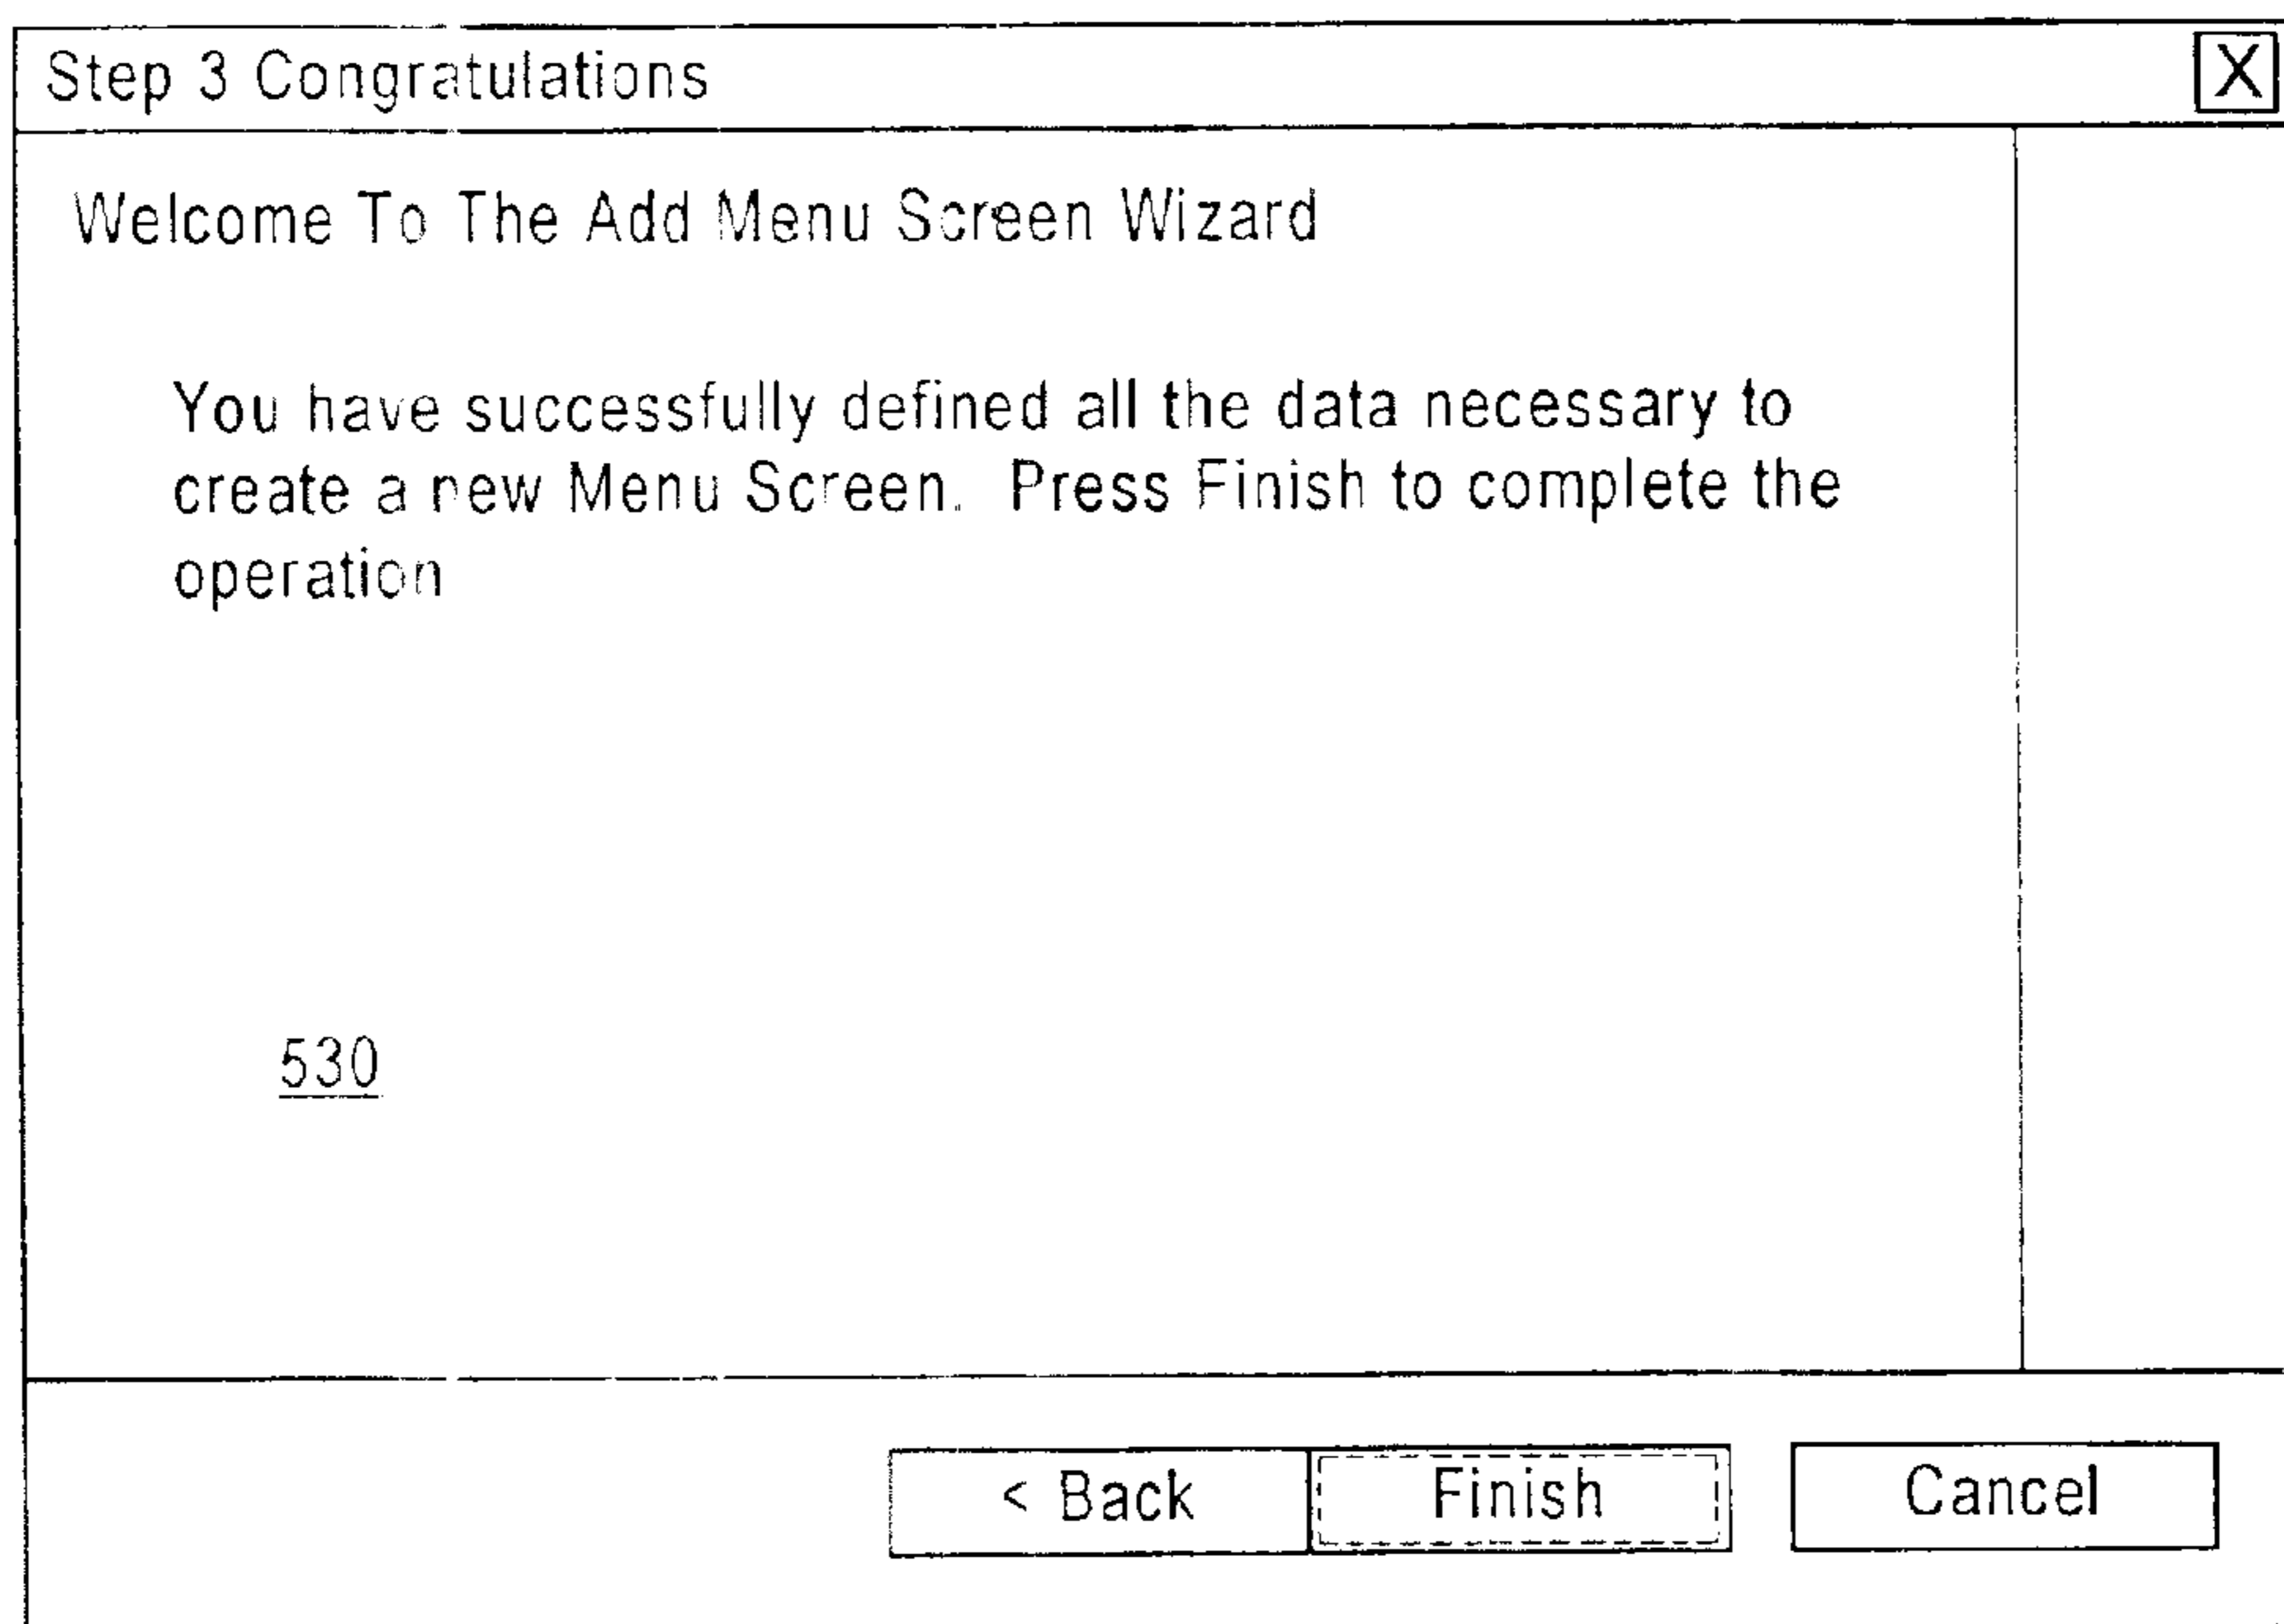 Step 3 Congratulations
X
Welcome To The Add Menu Screen Wizard
You have successfully defined all the data necessary to
create a new Menu Screen. Press Finish to complete the
operation
530
< Back
Finish
Cancel